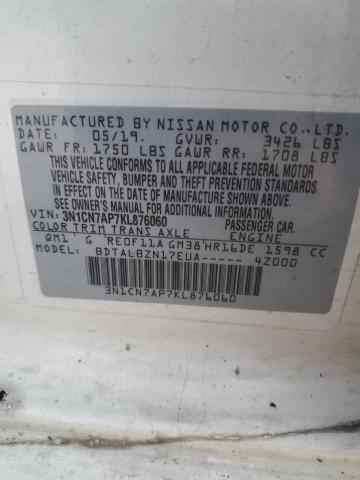 MANUFACTURED BY NISSAN MOTOR CO., LTD.
DATE: 05/19. GVWR: 3426 LBS
GAWR FR: 1750 LBS GAWR RR: 1708 LBS
THIS VEHICLE CONFORMS TO ALL APPLICABLE FEDERAL MOTOR
VEHICLE SAFETY, BUMPER AND THEFT PREVENTION STANDARDS
IN EFFECT ON THE DATE OF MANUFACTURE SHOWN ABOVE.
SEE OWNER'S MANUAL BEFORE LOADING.
VIN: 3N1CN7AP7KL876060 PASSENGER CAR.
COLOR TRIM TRANS AXLE ENGINE
QM1 G RE0F11A GM38 HR16DE 1598 CC
MODEL: BDTALBZN17EUA----- 4Z000
3N1CN7AP7KL876060